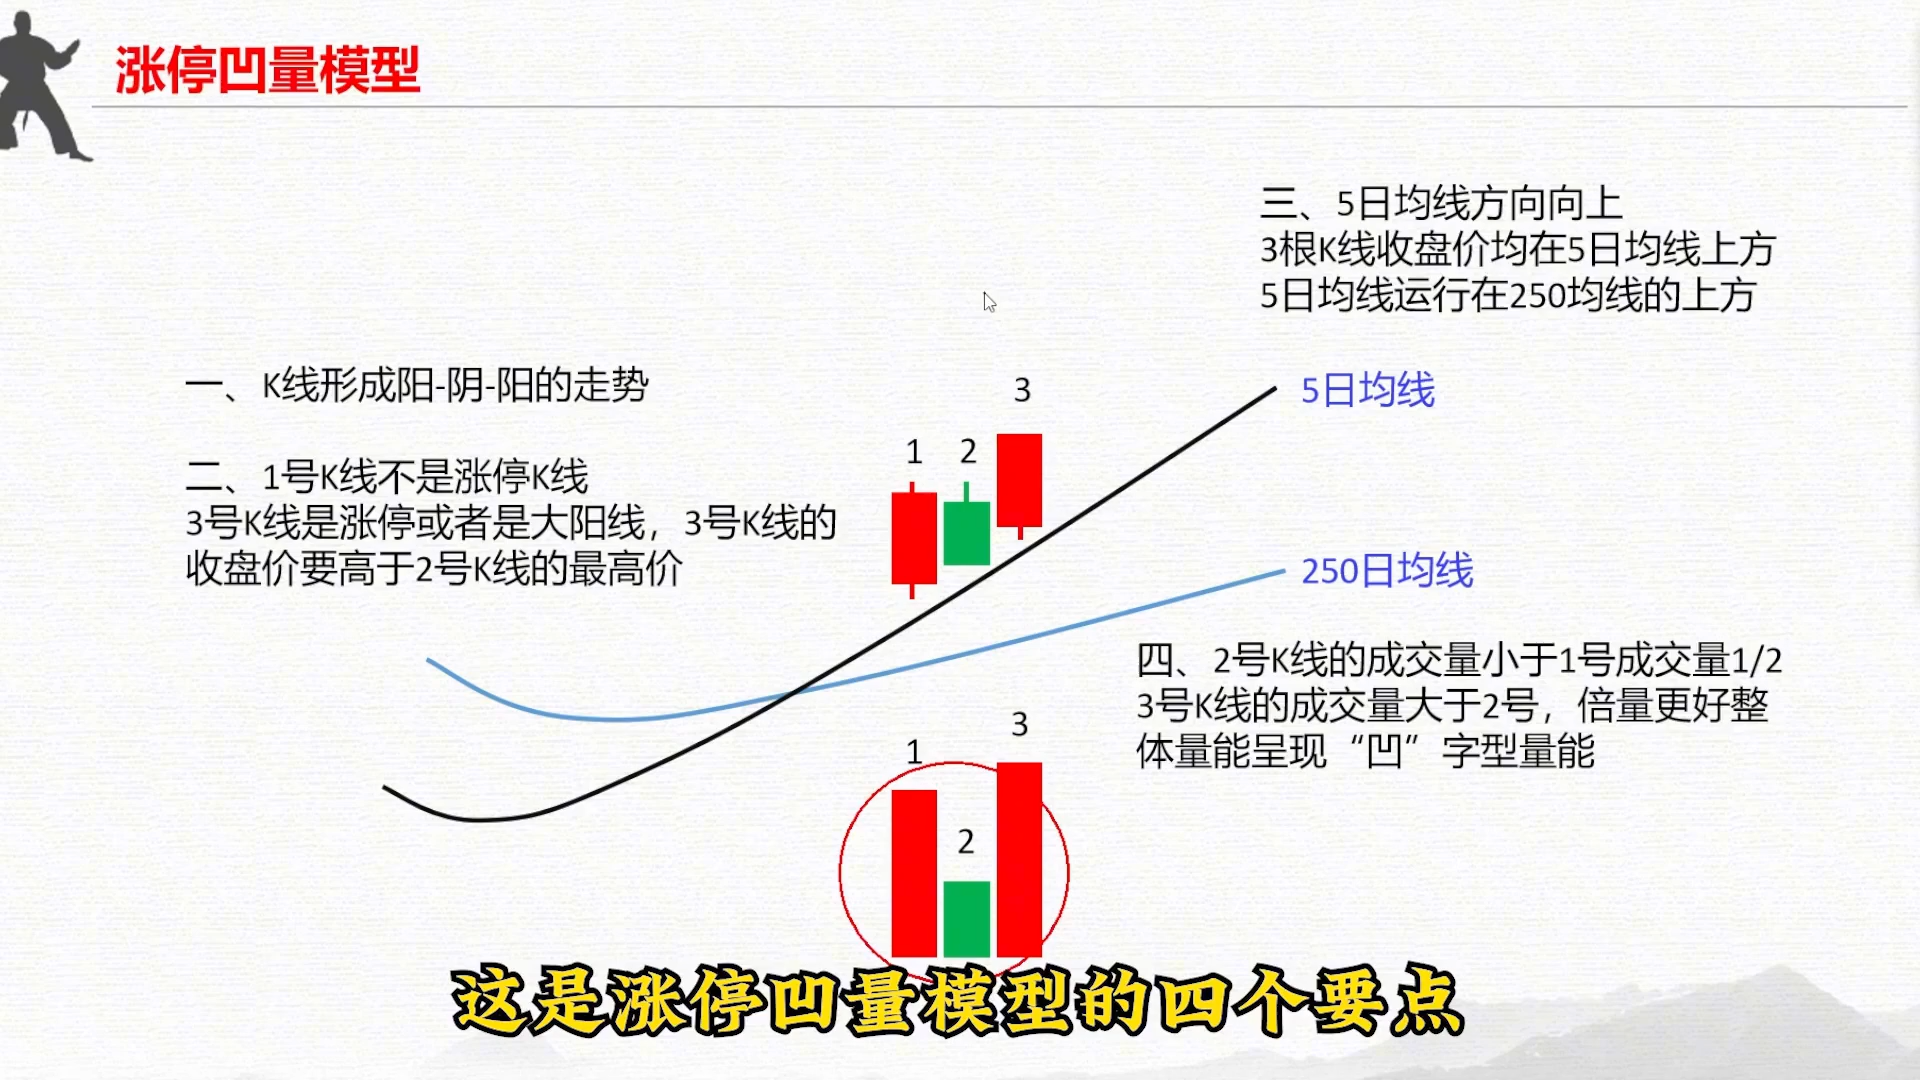 涨停凹量模型
三、5日均线方向向上
3根K线收盘价均在5日均线上方
5日均线运行在250均线的上方
一、K线形成阳-阴-阳的走势
二、1号K线不是涨停K线
3号K线是涨停或者是大阳线，3号K线的
收盘价要高于2号K线的最高价
3
1
2
5日均线
250日均线
四、2号K线的成交量小于1号成交量1/2
3号K线的成交量大于2号，倍量更好整
体量能呈现“凹”字型量能
3
1
2
这是涨停凹量模型的四个要点